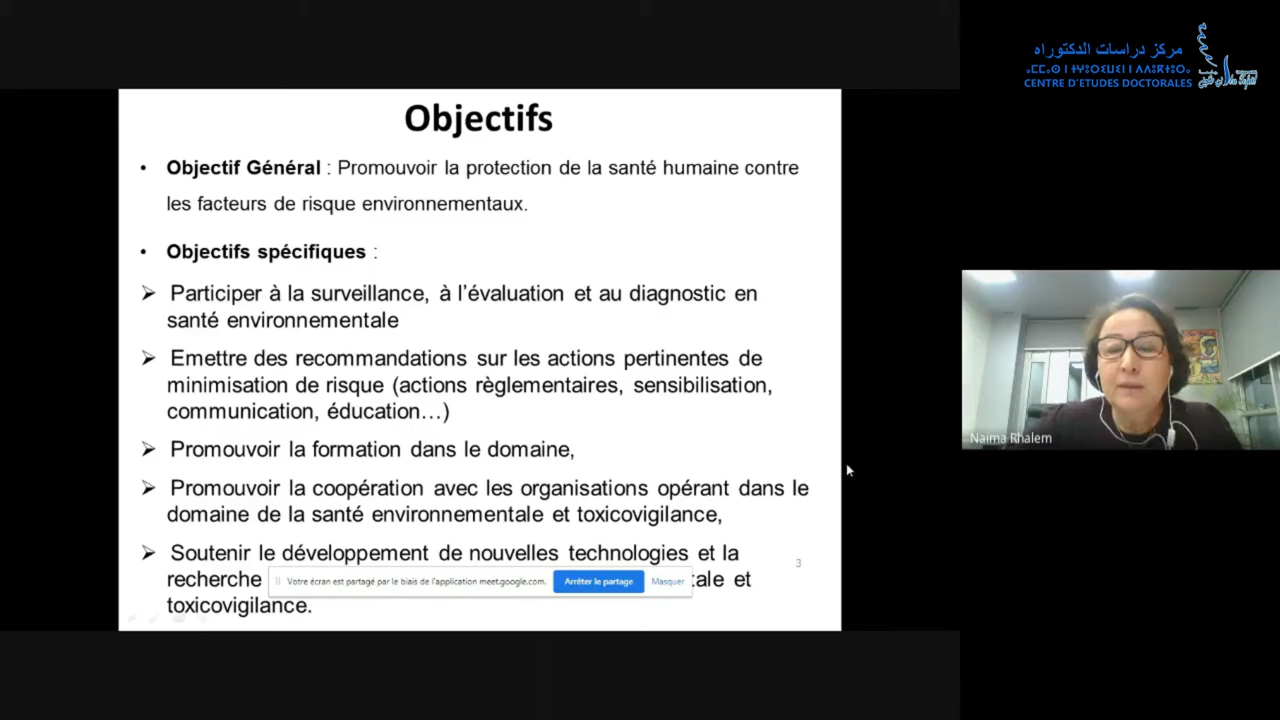 Objectifs
• Objectif Général : Promouvoir la protection de la santé humaine contre
les facteurs de risque environnementaux.
• Objectifs spécifiques :
➢ Participer à la surveillance, à l’évaluation et au diagnostic en
santé environnementale
➢ Emettre des recommandations sur les actions pertinentes de
minimisation de risque (actions règlementaires, sensibilisation,
communication, éducation…)
➢ Promouvoir la formation dans le domaine,
➢ Promouvoir la coopération avec les organisations opérant dans le
domaine de la santé environnementale et toxicovigilance,
➢ Soutenir le développement de nouvelles technologies et la
recherche
tale et
toxicovigilance.
3
Votre écran est partagé par le biais de l'application meet.google.com.
Arrêter le partage
Masquer
مركز دراسات الدكتوراه
CENTRE D'ETUDES DOCTORALES
Naima Rhalem